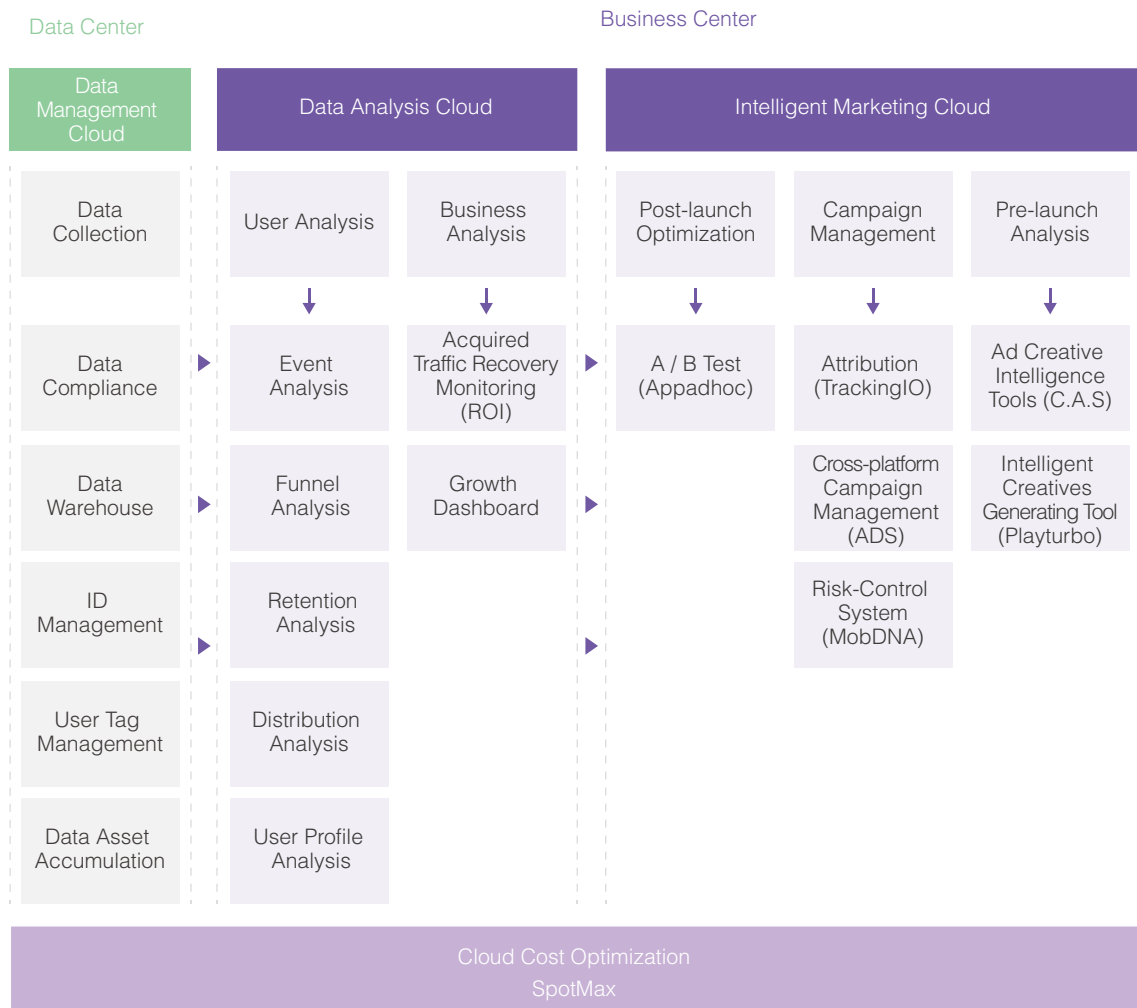 Data Center
Business Center
Data
Management
Cloud
Data Analysis Cloud
Intelligent Marketing Cloud
Data
Collection
User Analysis
Business
Analysis
Post-launch
Optimization
Campaign
Management
Pre-launch
Analysis
Data
Compliance
Event
Analysis
Acquired
Traffic Recovery
Monitoring
(ROI)
A / B Test
(Appadhoc)
Attribution
(TrackingIO)
Ad Creative
Intelligence
Tools (C.A.S)
Data
Warehouse
Funnel
Analysis
Growth
Dashboard
Cross-platform
Campaign
Management
(ADS)
Intelligent
Creatives
Generating Tool
(Playturbo)
ID
Management
Retention
Analysis
Risk-Control
System
(MobDNA)
User Tag
Management
Distribution
Analysis
Data Asset
Accumulation
User Profile
Analysis
Cloud Cost Optimization
SpotMax